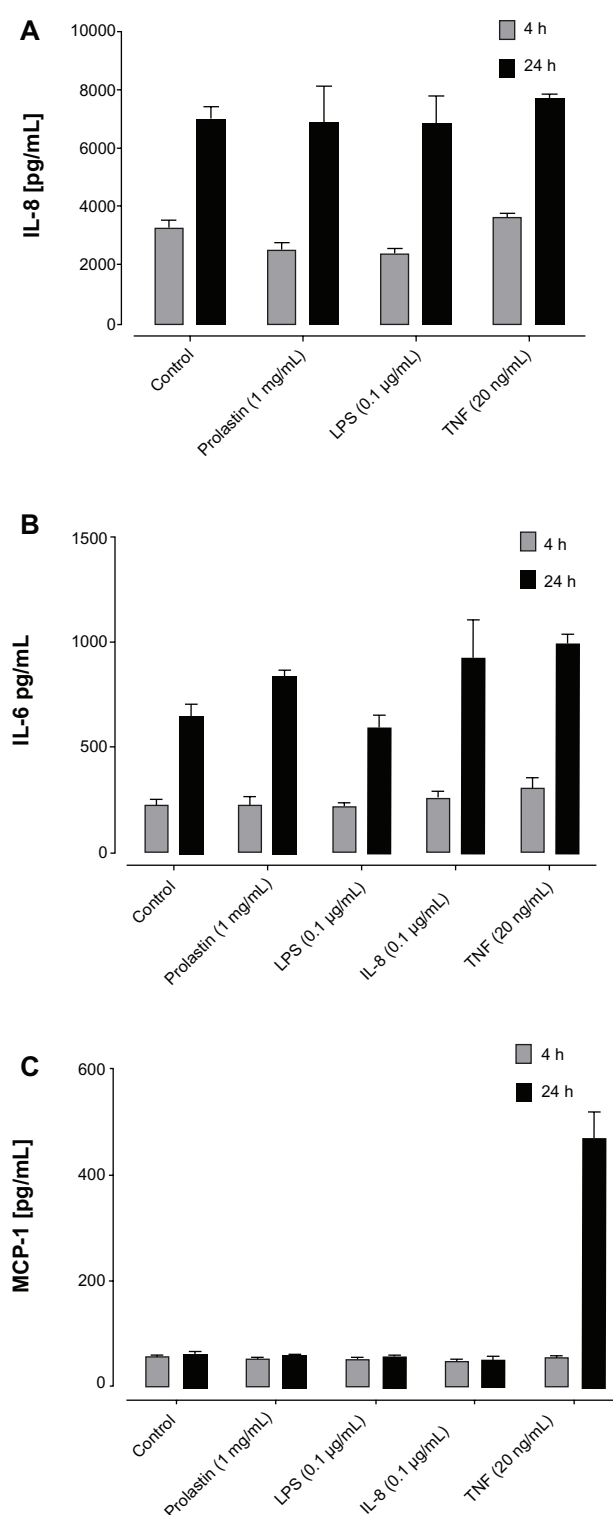 A
10000
8000
6000
4000
2000
0
IL-8 [pg/mL]
4 h
24 h
Control
Prolastin (1 mg/mL)
LPS (0.1 µg/mL)
TNF (20 ng/mL)
B
1500
1000
500
0
IL-6 pg/mL
4 h
24 h
Control
Prolastin (1 mg/mL)
LPS (0.1 µg/mL)
IL-8 (0.1 µg/mL)
TNF (20 ng/mL)
C
600
400
200
0
MCP-1 [pg/mL]
4 h
24 h
Control
Prolastin (1 mg/mL)
LPS (0.1 µg/mL)
IL-8 (0.1 µg/mL)
TNF (20 ng/mL)